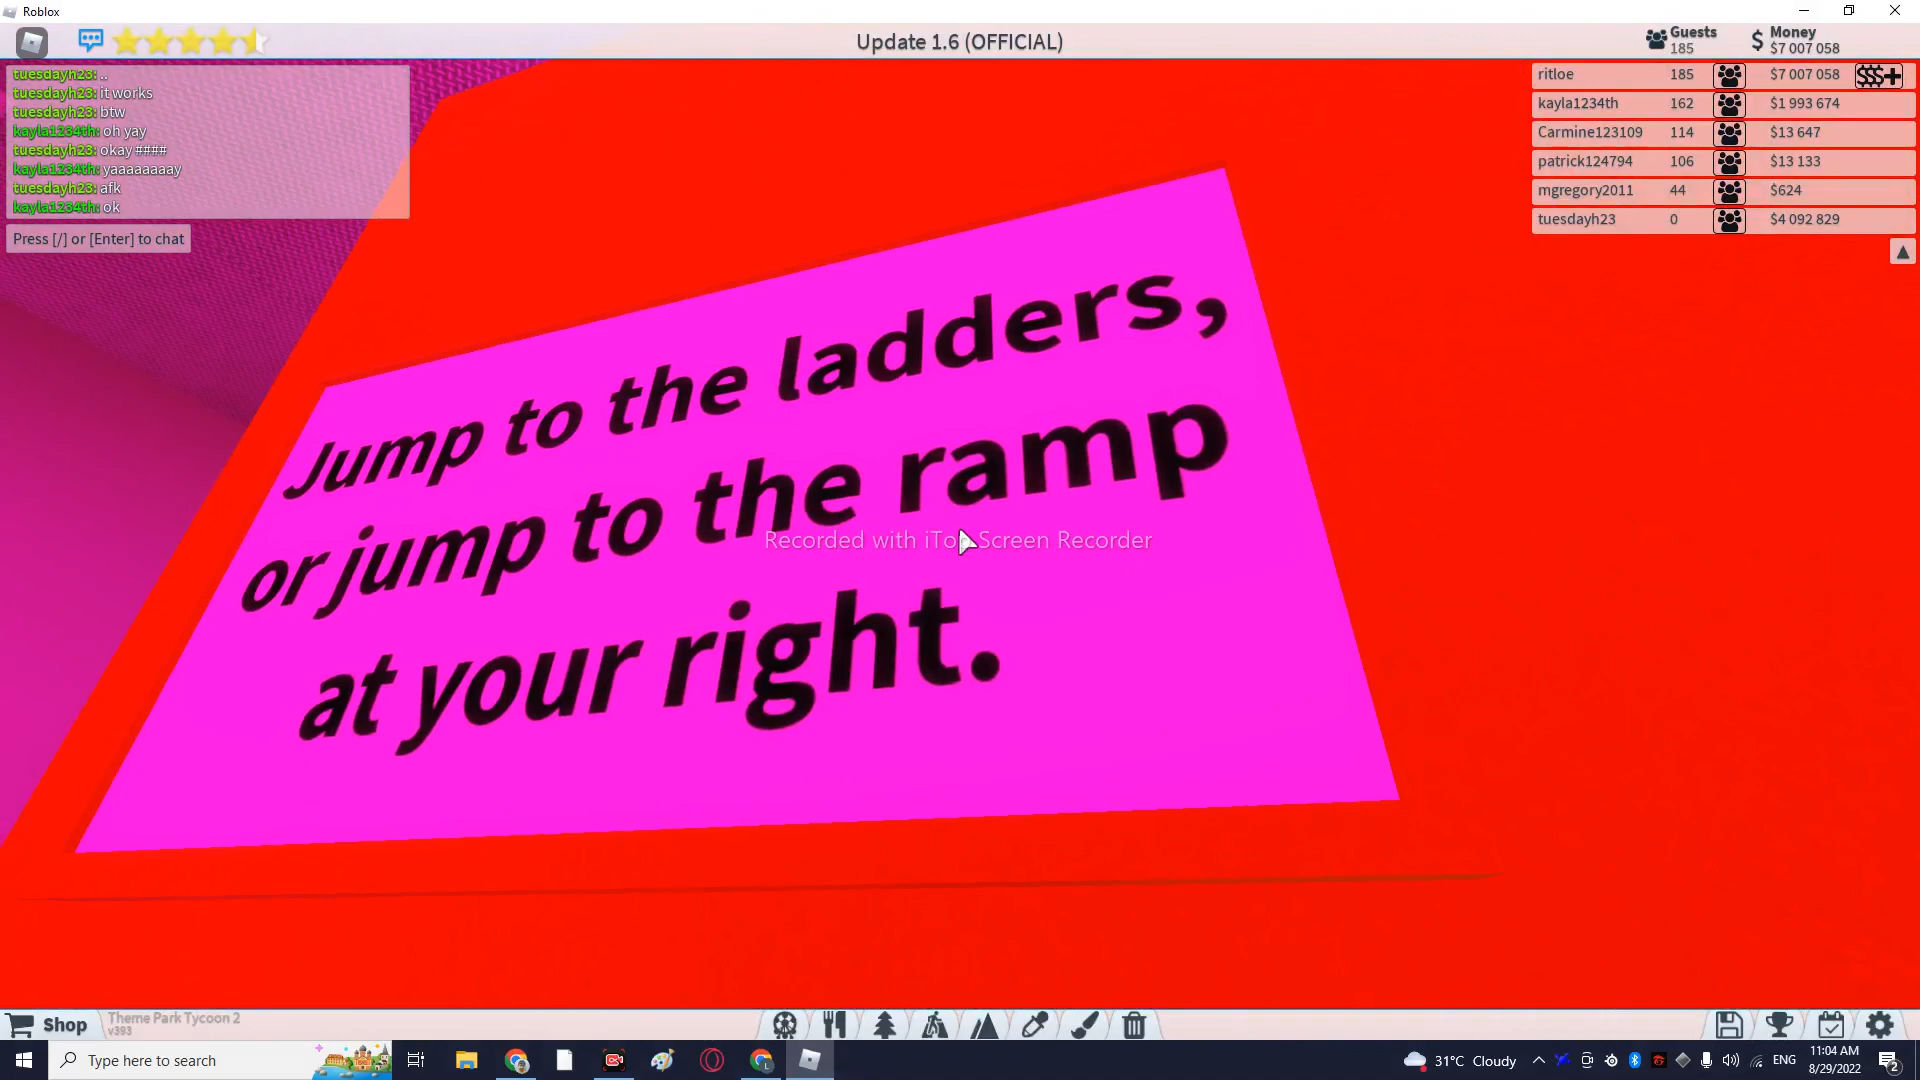 Roblox
Update 1.6 (OFFICIAL)
Guests
185
Money
$7 007 058
tuesdayh23: ..
tuesdayh23: it works
tuesdayh23: btw
kayla1234th: oh yay
tuesdayh23: okay ####
kayla1234th: yaaaaaaaay
tuesdayh23: afk
kayla1234th: ok
Press [/] or [Enter] to chat
ritloe 185 $7 007 058 $$$+
kayla1234th 162 $1 993 674
Carmine123109 114 $13 647
patrick124794 106 $13 133
mgregory2011 44 $624
tuesdayh23 0 $4 092 829
Jump to the ladders,
or jump to the ramp
at your right.
Recorded with iTop Screen Recorder
Shop
Theme Park Tycoon 2
v393
Type here to search
31°C Cloudy
ENG
11:04 AM
8/29/2022
2